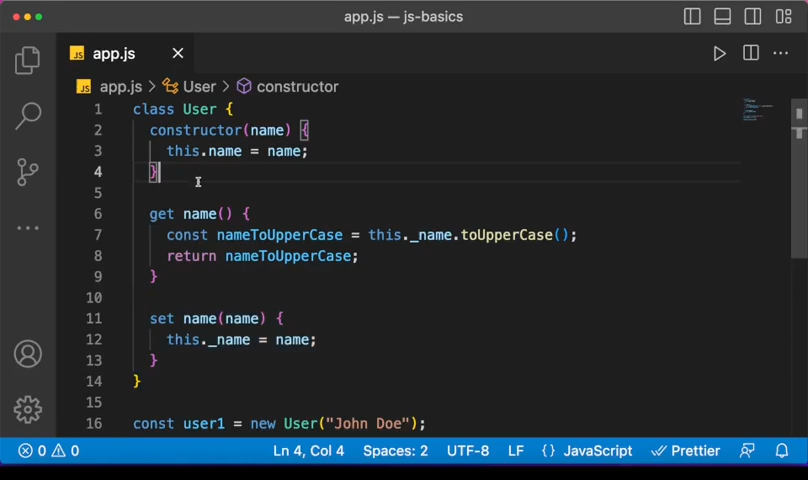 app.js — js-basics
JS app.js
JS app.js > User > constructor
1 class User {
2 constructor(name) {
3 this.name = name;
4 }
5
6 get name() {
7 const nameToUpperCase = this._name.toUpperCase();
8 return nameToUpperCase;
9 }
10
11 set name(name) {
12 this._name = name;
13 }
14 }
15
16 const user1 = new User("John Doe");
0 0 Ln 4, Col 4 Spaces: 2 UTF-8 LF {} JavaScript Prettier